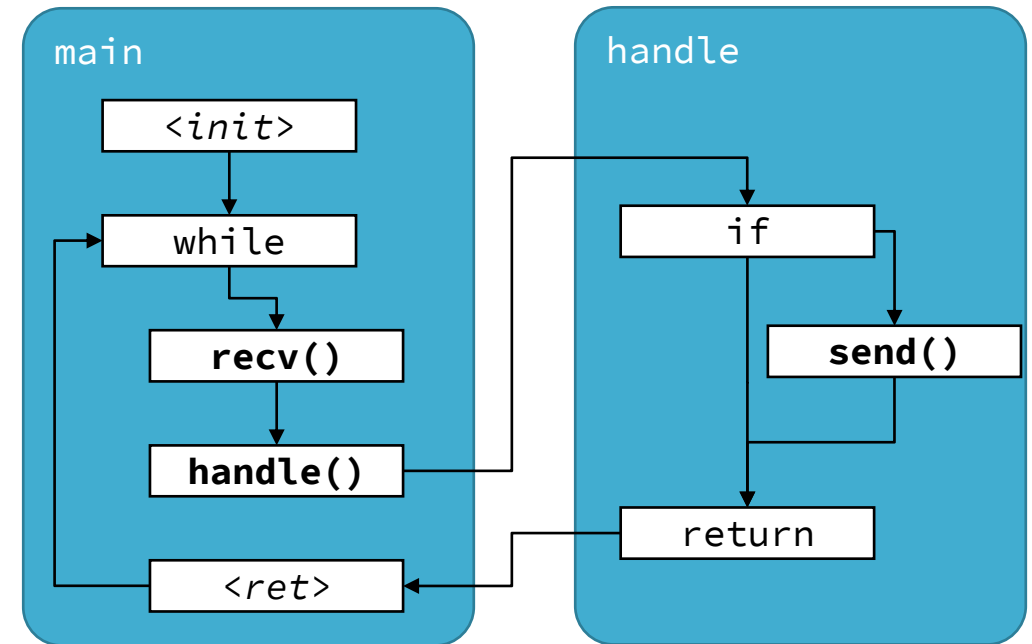 main
<init>
while
recv()
handle()
<ret>
handle
if
send()
return